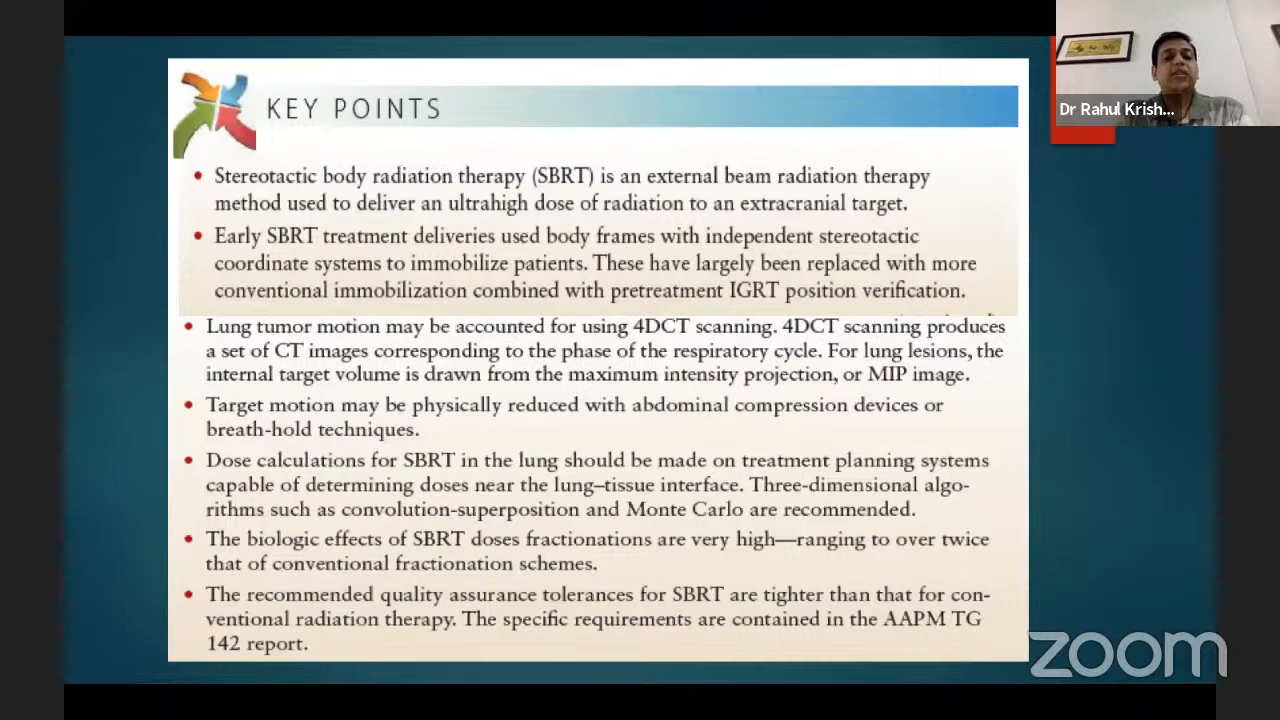 KEY POINTS
Stereotactic body radiation therapy (SBRT) is an external beam radiation therapy
method used to deliver an ultrahigh dose of radiation to an extracranial target.
Early SBRT treatment deliveries used body frames with independent stereotactic
coordinate systems to immobilize patients. These have largely been replaced with more
conventional immobilization combined with pretreatment IGRT position verification.
Lung tumor motion may be accounted for using 4DCT scanning. 4DCT scanning produces
a set of CT images corresponding to the phase of the respiratory cycle. For lung lesions, the
internal target volume is drawn from the maximum intensity projection, or MIP image.
Target motion may be physically reduced with abdominal compression devices or
breath-hold techniques.
Dose calculations for SBRT in the lung should be made on treatment planning systems
capable of determining doses near the lung–tissue interface. Three-dimensional algo-
rithms such as convolution-superposition and Monte Carlo are recommended.
The biologic effects of SBRT doses fractionations are very high—ranging to over twice
that of conventional fractionation schemes.
The recommended quality assurance tolerances for SBRT are tighter than that for con-
ventional radiation therapy. The specific requirements are contained in the AAPM TG
142 report.
Dr Rahul Krish...
zoom